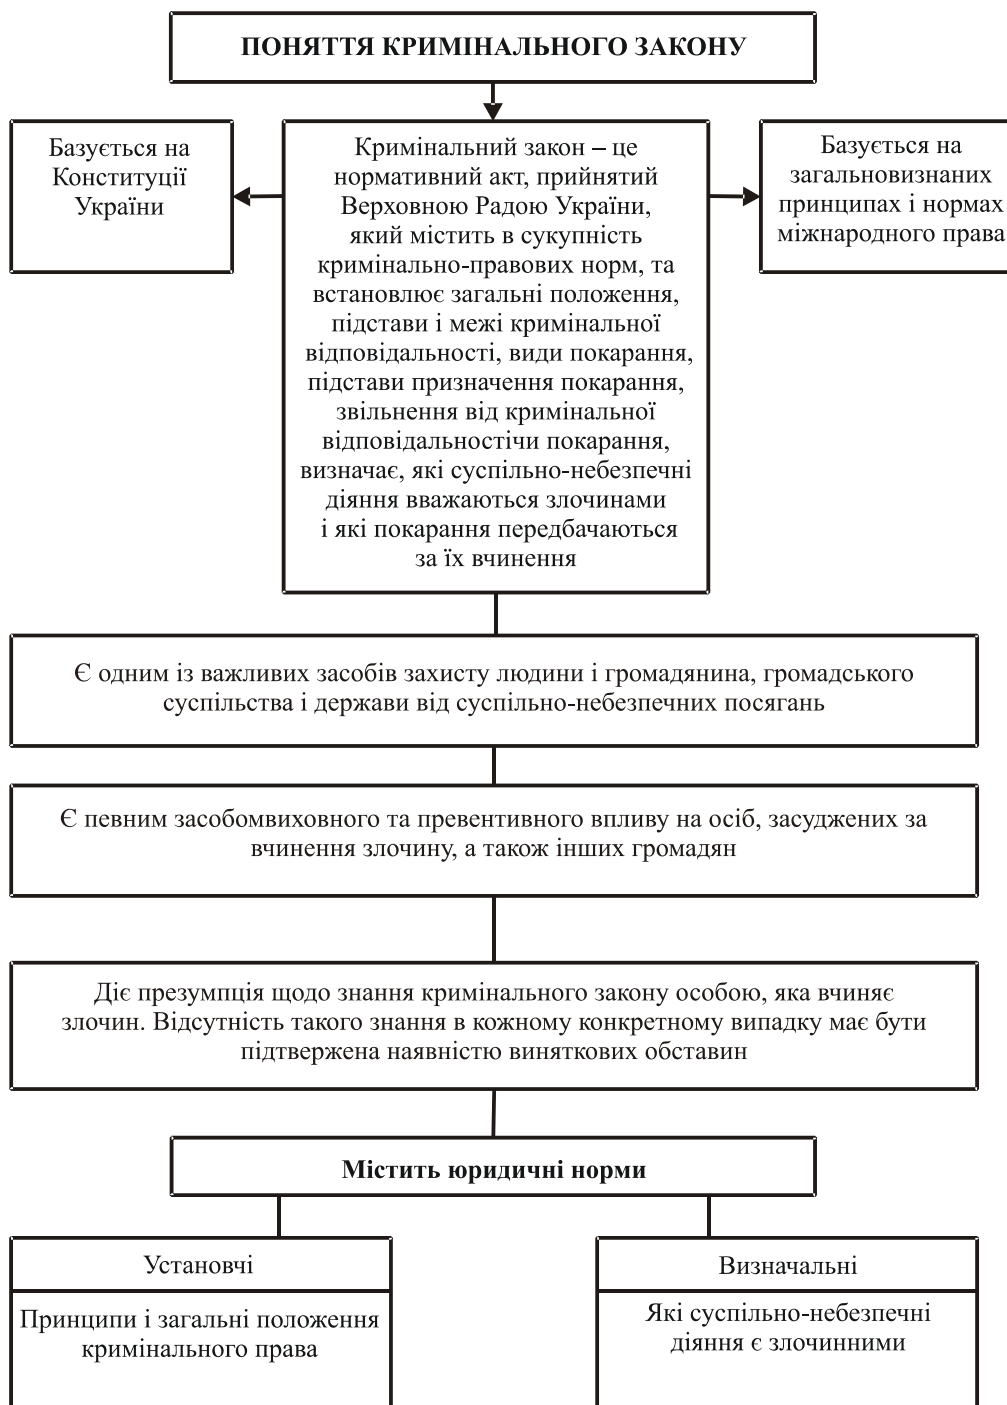 ПОНЯТТЯ КРИМІНАЛЬНОГО ЗАКОНУ
Базується на
Конституції
України
Кримінальний закон – це
нормативний акт, прийнятий
Верховною Радою України,
який містить в сукупність
кримінально-правових норм, та
встановлює загальні положення,
підстави і межі кримінальної
відповідальності, види покарання,
підстави призначення покарання,
звільнення від кримінальної
відповідальностічи покарання,
визначає, які суспільно-небезпечні
діяння вважаються злочинами
і які покарання передбачаються
за їх вчинення
Базується на
загальновизнаних
принципах і нормах
міжнародного права
Є одним із важливих засобів захисту людини і громадянина, громадського
суспільства і держави від суспільно-небезпечних посягань
Є певним засобомвиховного та превентивного впливу на осіб, засуджених за
вчинення злочину, а також інших громадян
Діє презумпція щодо знання кримінального закону особою, яка вчиняє
злочин. Відсутність такого знання в кожному конкретному випадку має бути
підтвержена наявністю виняткових обставин
Містить юридичні норми
Установчі
Принципи і загальні положення
кримінального права
Визначальні
Які суспільно-небезпечні
діяння є злочинними